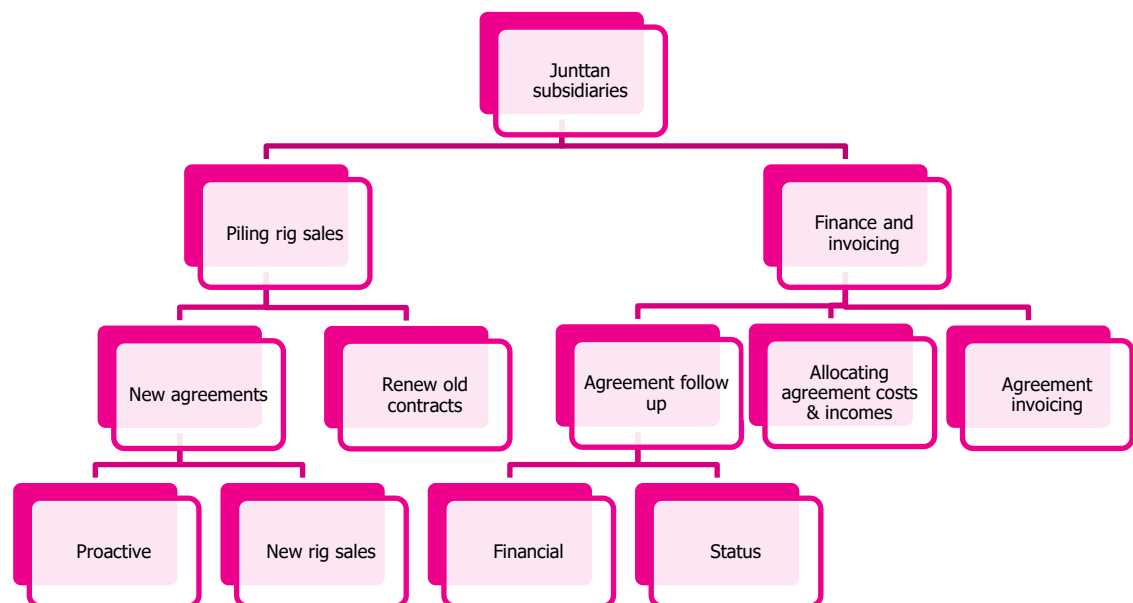 Junttan
subsidiaries
Piling rig sales
Finance and
invoicing
New agreements
Renew old
contracts
Agreement follow
up
Allocating
agreement costs
& incomes
Agreement
invoicing
Proactive
New rig sales
Financial
Status